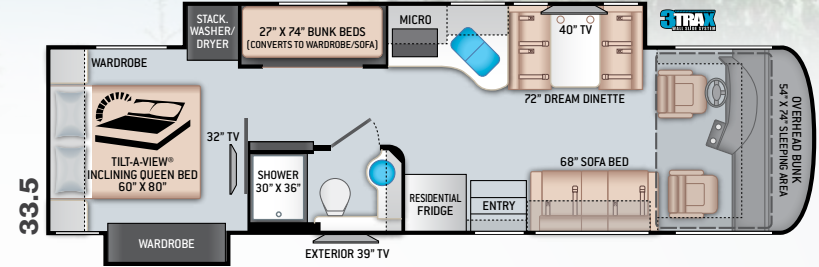 STACK.
WASHER/
DRYER
27" X 74" BUNK BEDS
(CONVERTS TO WARDROBE/SOFA)
MICRO
40" TV
3TRAX
WALL SLIDE SYSTEM
WARDROBE
72" DREAM DINETTE
OVERHEAD BUNK
54" X 74" SLEEPING AREA
32" TV
TILT-A-VIEW®
INCLINING QUEEN BED
60" X 80"
SHOWER
30" X 36"
68" SOFA BED
RESIDENTIAL
FRIDGE
ENTRY
33.5
WARDROBE
EXTERIOR 39" TV